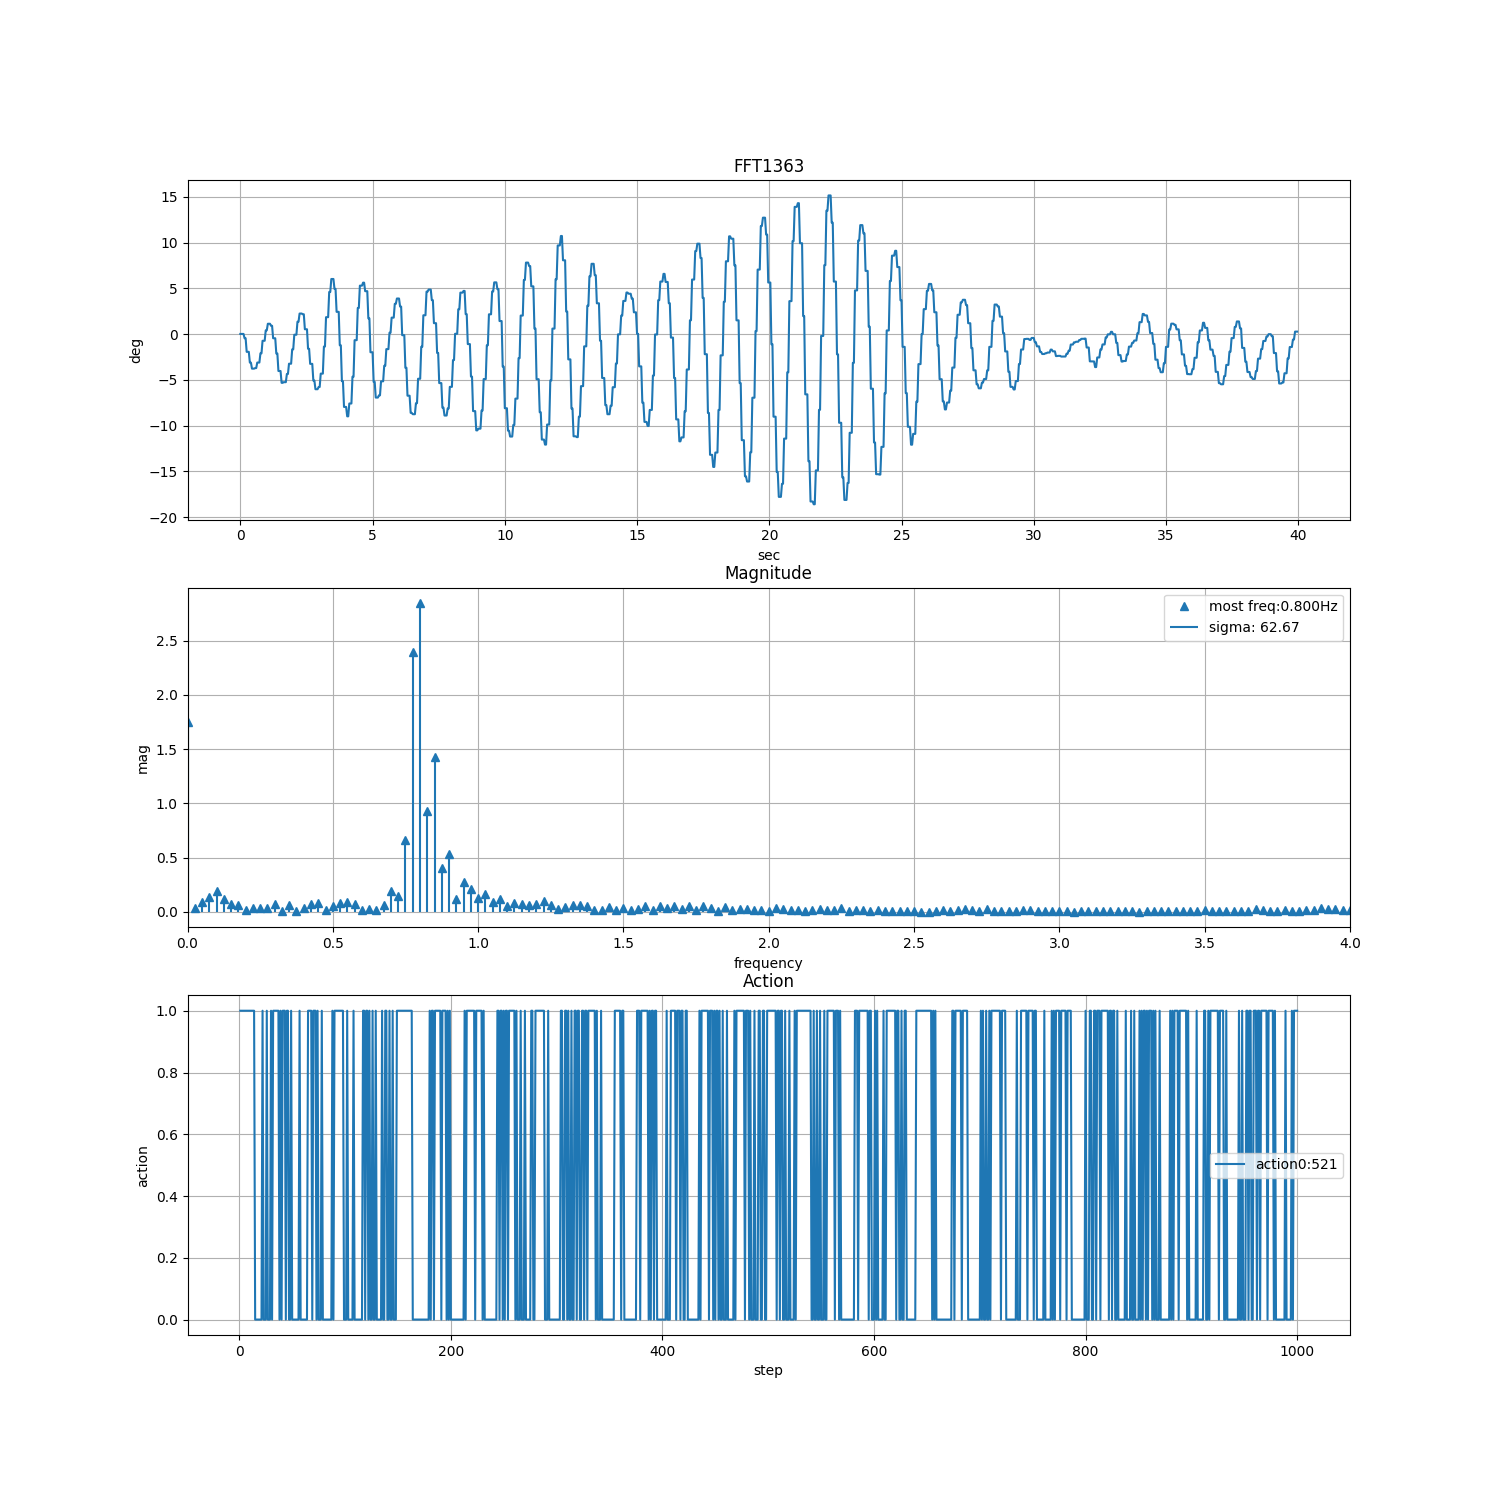 FFT1363
15
10
5
0
−5
−10
−15
−20
deg
0 5 10 15 20 25 30 35 40
sec
Magnitude
most freq:0.800Hz
sigma: 62.67
2.5
2.0
1.5
1.0
0.5
0.0
mag
0.0 0.5 1.0 1.5 2.0 2.5 3.0 3.5 4.0
frequency
Action
1.0
0.8
0.6
0.4
0.2
0.0
action
action0:521
0 200 400 600 800 1000
step